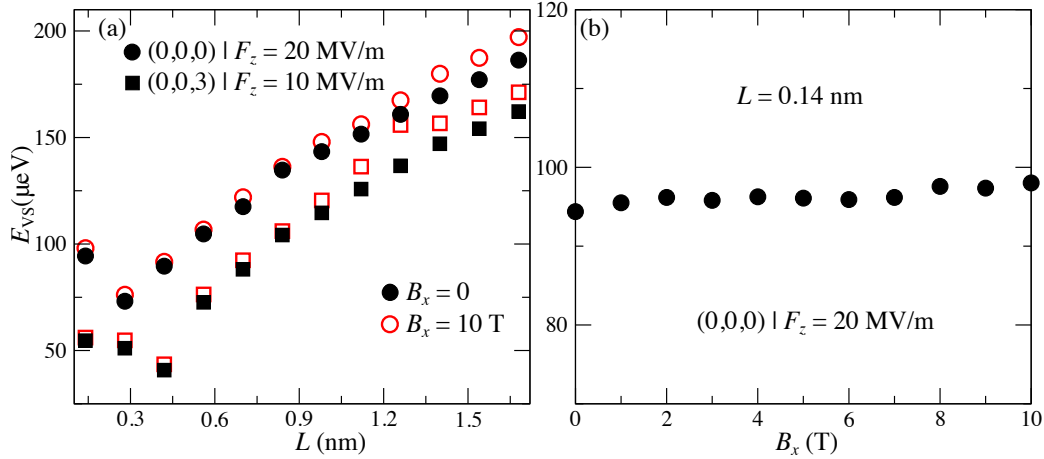 (a)
(0,0,0) | F_z = 20 MV/m
(0,0,3) | F_z = 10 MV/m
B_x = 0
B_x = 10 T
E_VS(μeV)
200
150
100
50
0.3 0.6 0.9 1.2 1.5
L (nm)
(b)
L = 0.14 nm
(0,0,0) | F_z = 20 MV/m
120
100
80
0 2 4 6 8 10
B_x (T)